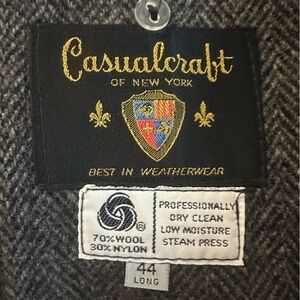 Casualcraft
OF NEW YORK
BEST IN WEATHERWEAR
®
70% WOOL
30% NYLON
PROFESSIONALLY
DRY CLEAN
LOW MOISTURE
STEAM PRESS
44
LONG